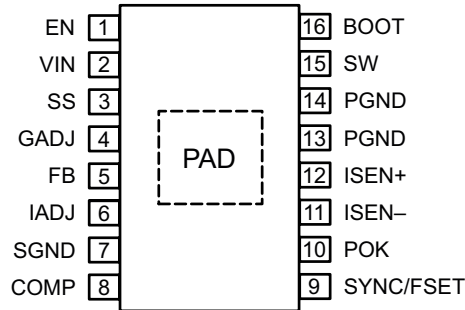 EN 1 16 BOOT
VIN 2 15 SW
SS 3 14 PGND
GADJ 4 13 PGND
PAD
FB 5 12 ISEN+
IADJ 6 11 ISEN–
SGND 7 10 POK
COMP 8 9 SYNC/FSET